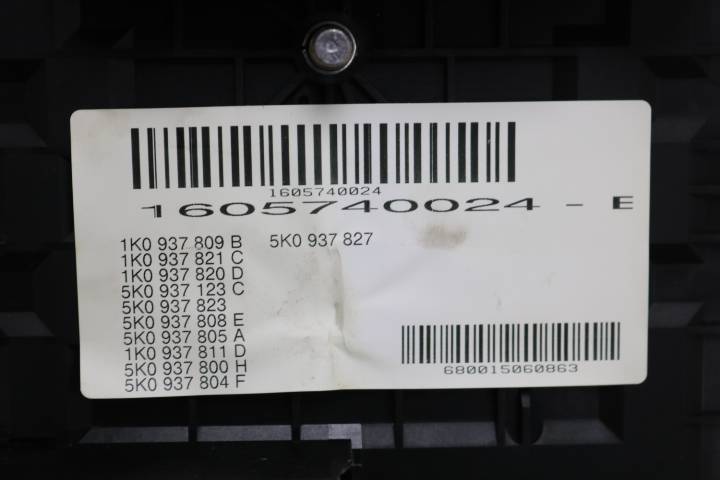 1605740024
1605740024 - E
1K0 937 809 B 5K0 937 827
1K0 937 821 C
1K0 937 820 D
5K0 937 123 C
5K0 937 823
5K0 937 808 E
5K0 937 805 A
1K0 937 811 D
5K0 937 800 H
5K0 937 804 F
680015060863